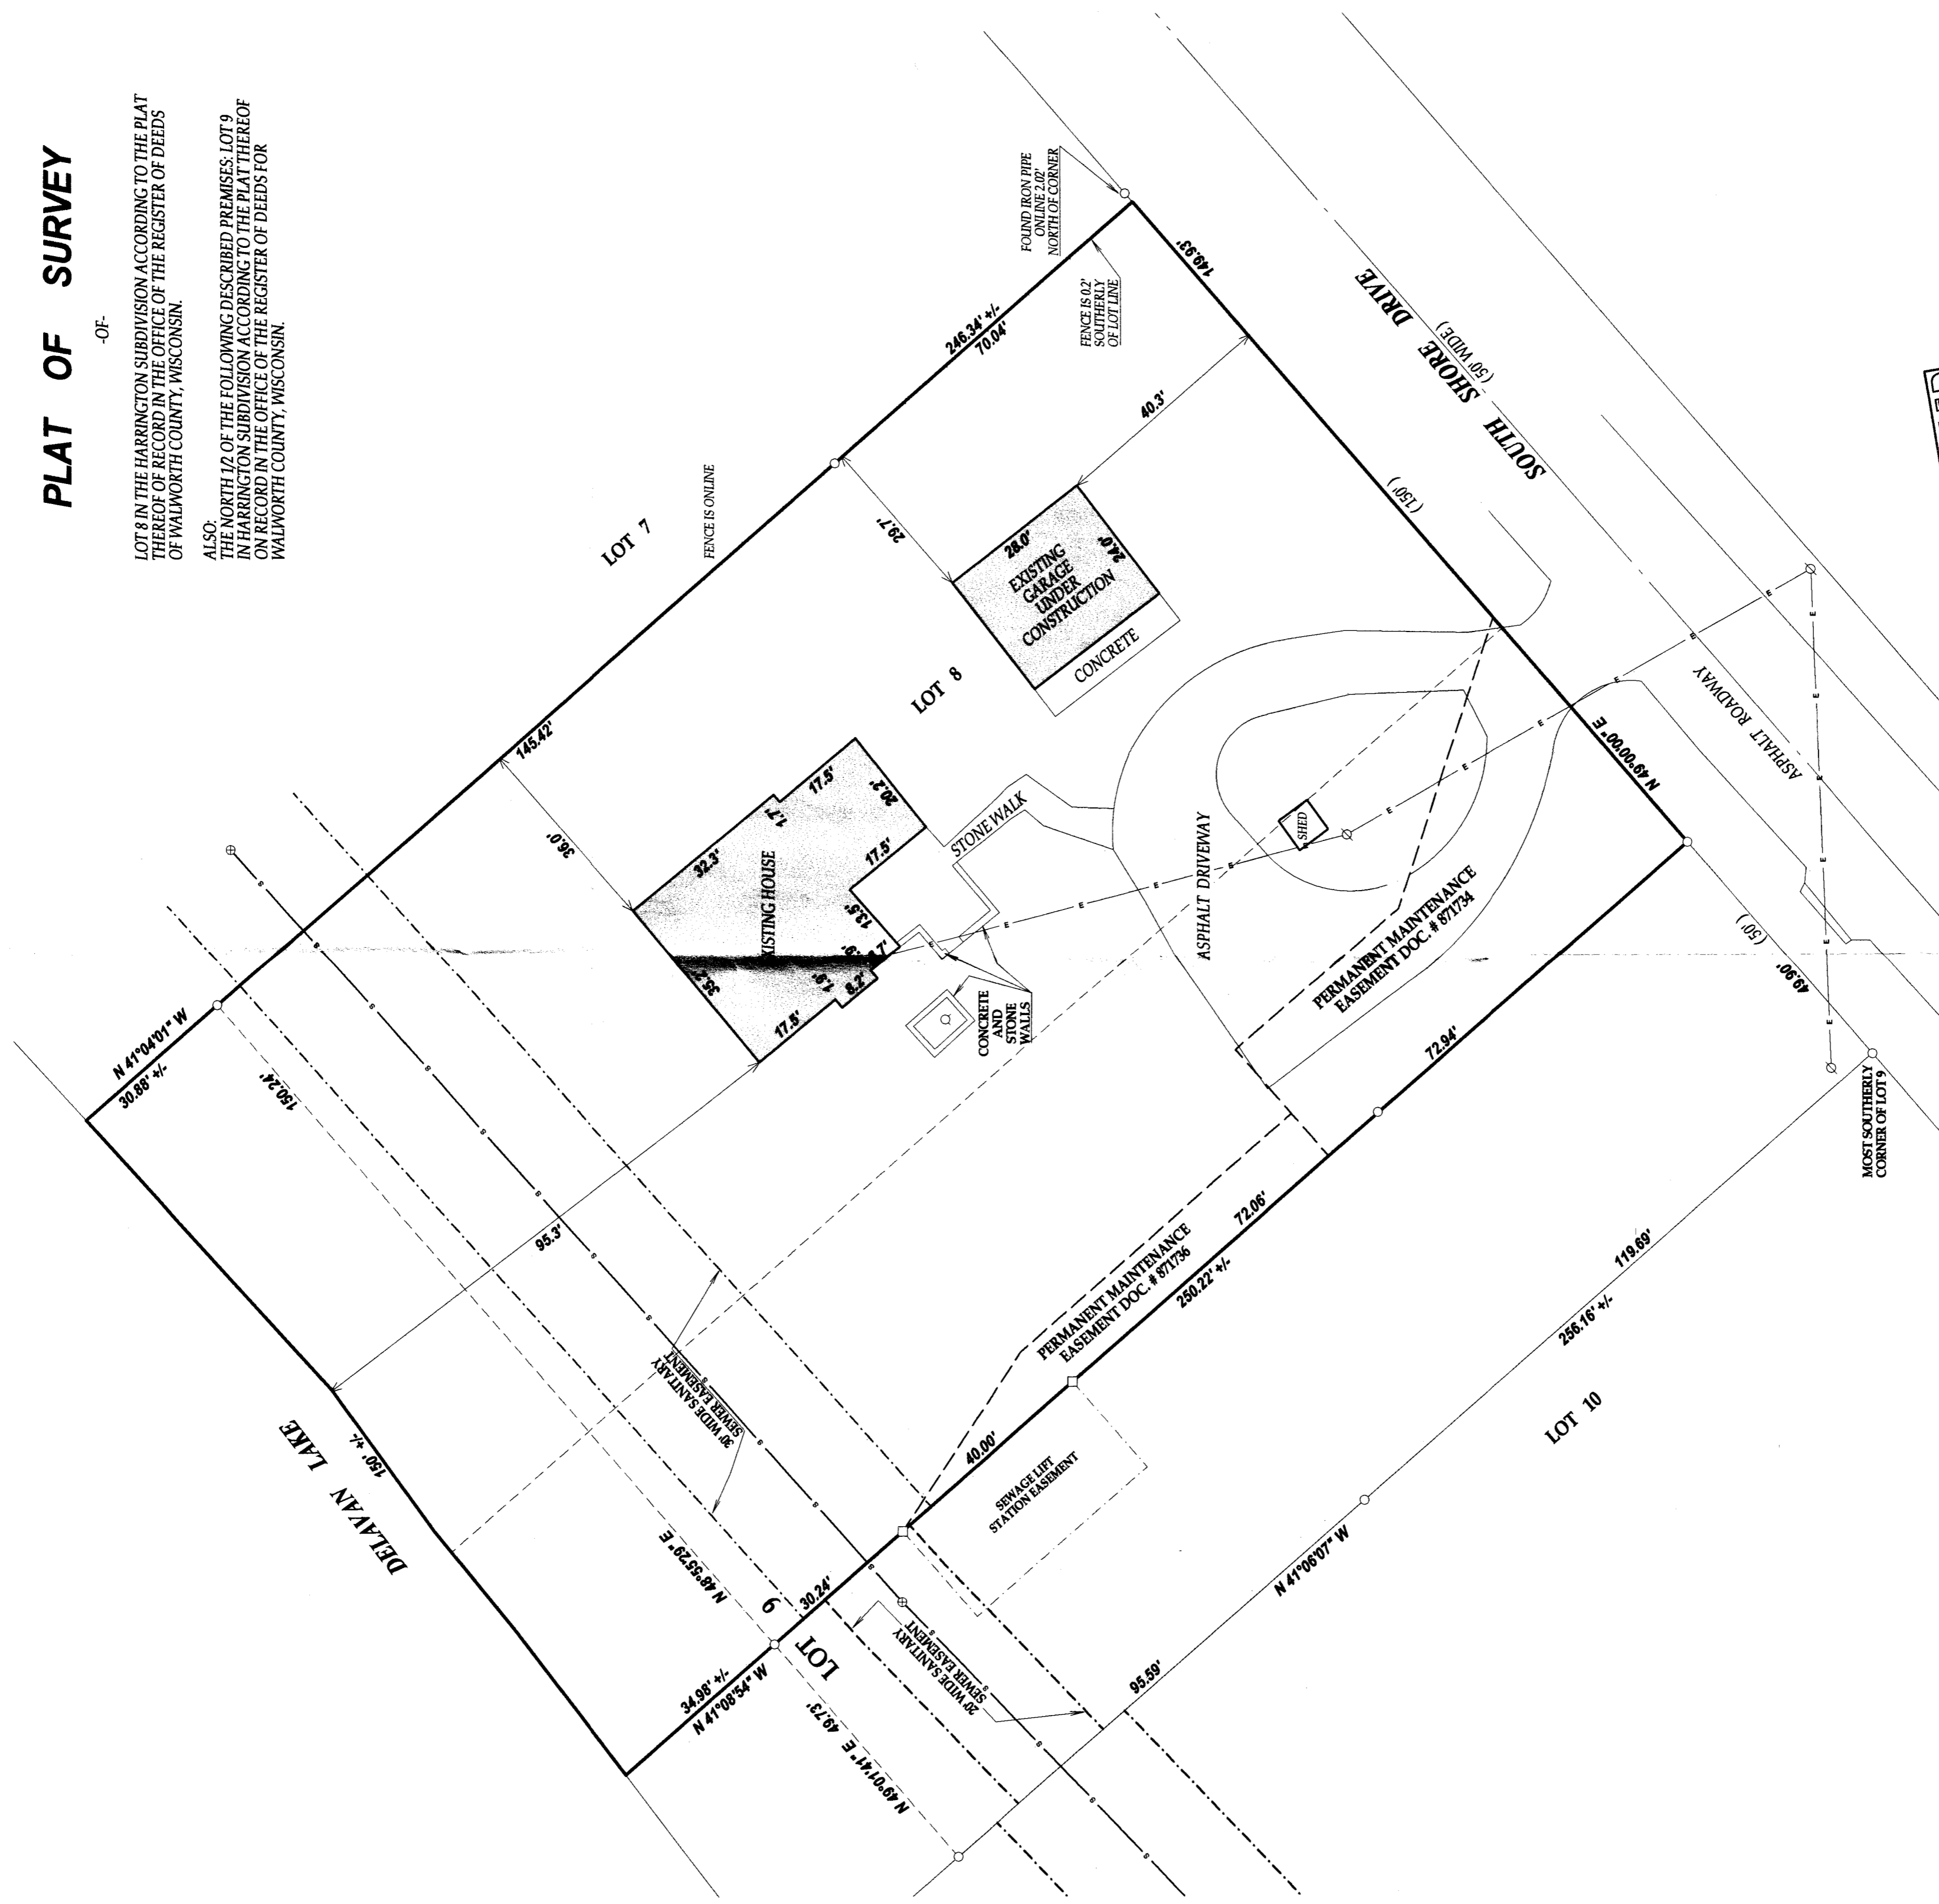 PLAT OF SURVEY
-OF-
LOT 8 IN THE HARRINGTON SUBDIVISION ACCORDING TO THE PLAT
THEREOF OF RECORD IN THE OFFICE OF THE REGISTER OF DEEDS
OF WALWORTH COUNTY, WISCONSIN.
ALSO:
THE NORTH 1/2 OF THE FOLLOWING DESCRIBED PREMISES: LOT 9
IN HARRINGTON SUBDIVISION ACCORDING TO THE PLAT THEREOF
ON RECORD IN THE OFFICE OF THE REGISTER OF DEEDS FOR
WALWORTH COUNTY, WISCONSIN.
FOUND IRON PIPE
ONLINE 2.02'
NORTH OF CORNER
FENCE IS 0.2'
SOUTHERLY
OF LOT LINE
149.93'
246.34' +/-
70.04'
40.3'
SOUTH SHORE DRIVE
(50' WIDE)
(150')
FENCE IS ONLINE
LOT 7
29.7'
28.0'
24.0'
EXISTING
GARAGE
UNDER
CONSTRUCTION
CONCRETE
LOT 8
145.42'
36.0'
17.5'
1.7'
20.2'
32.3'
17.5'
13.5'
EXISTING HOUSE
35.2'
1.9'
8.2'
17.5'
STONE WALK
CONCRETE
AND
STONE
WALLS
ASPHALT DRIVEWAY
SHED
N 49°00'00" E
ASPHALT ROADWAY
PERMANENT MAINTENANCE
EASEMENT DOC. # 871734
(50')
49.90'
MOST SOUTHERLY
CORNER OF LOT 9
72.94'
72.06'
250.22' +/-
PERMANENT MAINTENANCE
EASEMENT DOC. # 871736
119.69'
256.16' +/-
LOT 10
N 41°06'07" W
95.59'
N 41°04'01" W
30.88' +/-
150.24'
95.3'
30' WIDE SANITARY
SEWER EASEMENT
DELAVAN LAKE
150' +/-
N 48°55'29" E
40.00'
SEWAGE LIFT
STATION EASEMENT
30.24'
LOT 9
20' WIDE SANITARY
SEWER EASEMENT
34.98' +/-
N 41°08'54" W
N 49°01'41" E 49.73'